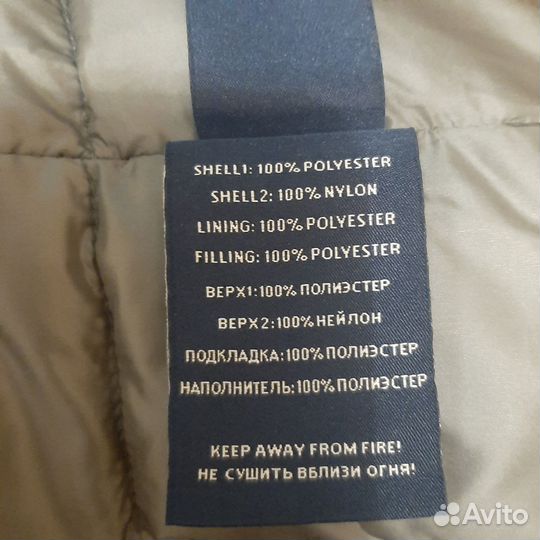 SHELL1: 100% POLYESTER
SHELL2: 100% NYLON
LINING: 100% POLYESTER
FILLING: 100% POLYESTER
ВЕРХ1:100% ПОЛИЭСТЕР
ВЕРХ2:100% НЕЙЛОН
ПОДКЛАДКА:100% ПОЛИЭСТЕР
НАПОЛНИТЕЛЬ:100% ПОЛИЭСТЕР
KEEP AWAY FROM FIRE!
НЕ СУШИТЬ ВБЛИЗИ ОГНЯ!
Avito